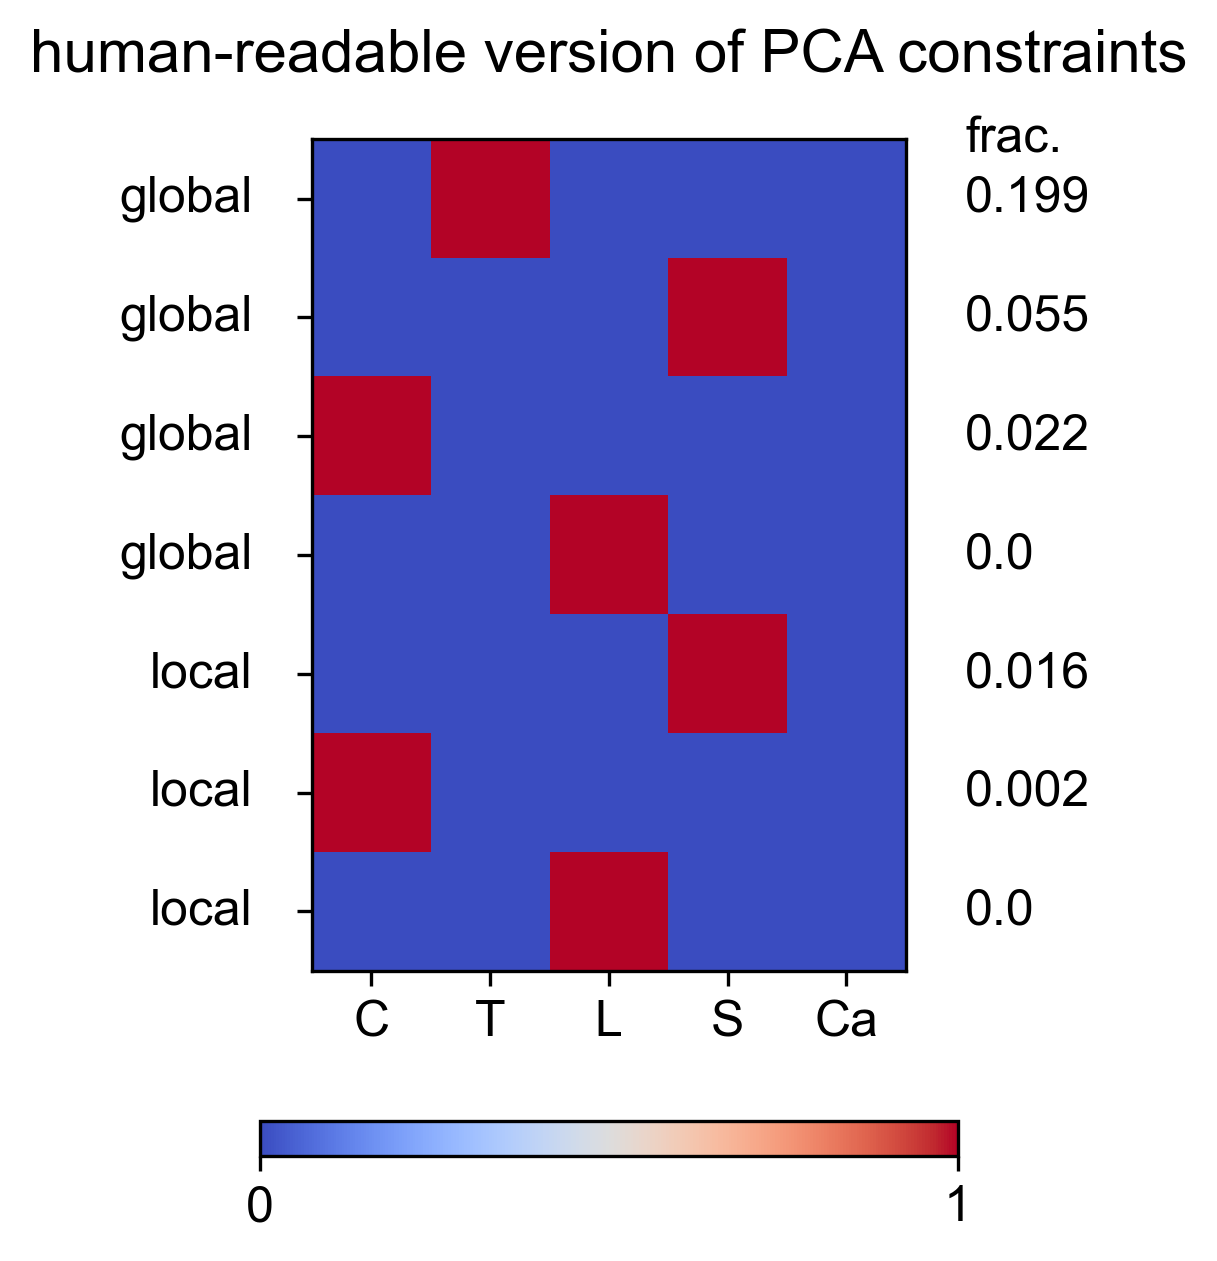 human-readable version of PCA constraints
frac.
global 0.199
global 0.055
global 0.022
global 0.0
local 0.016
local 0.002
local 0.0
C T L S Ca
0 1